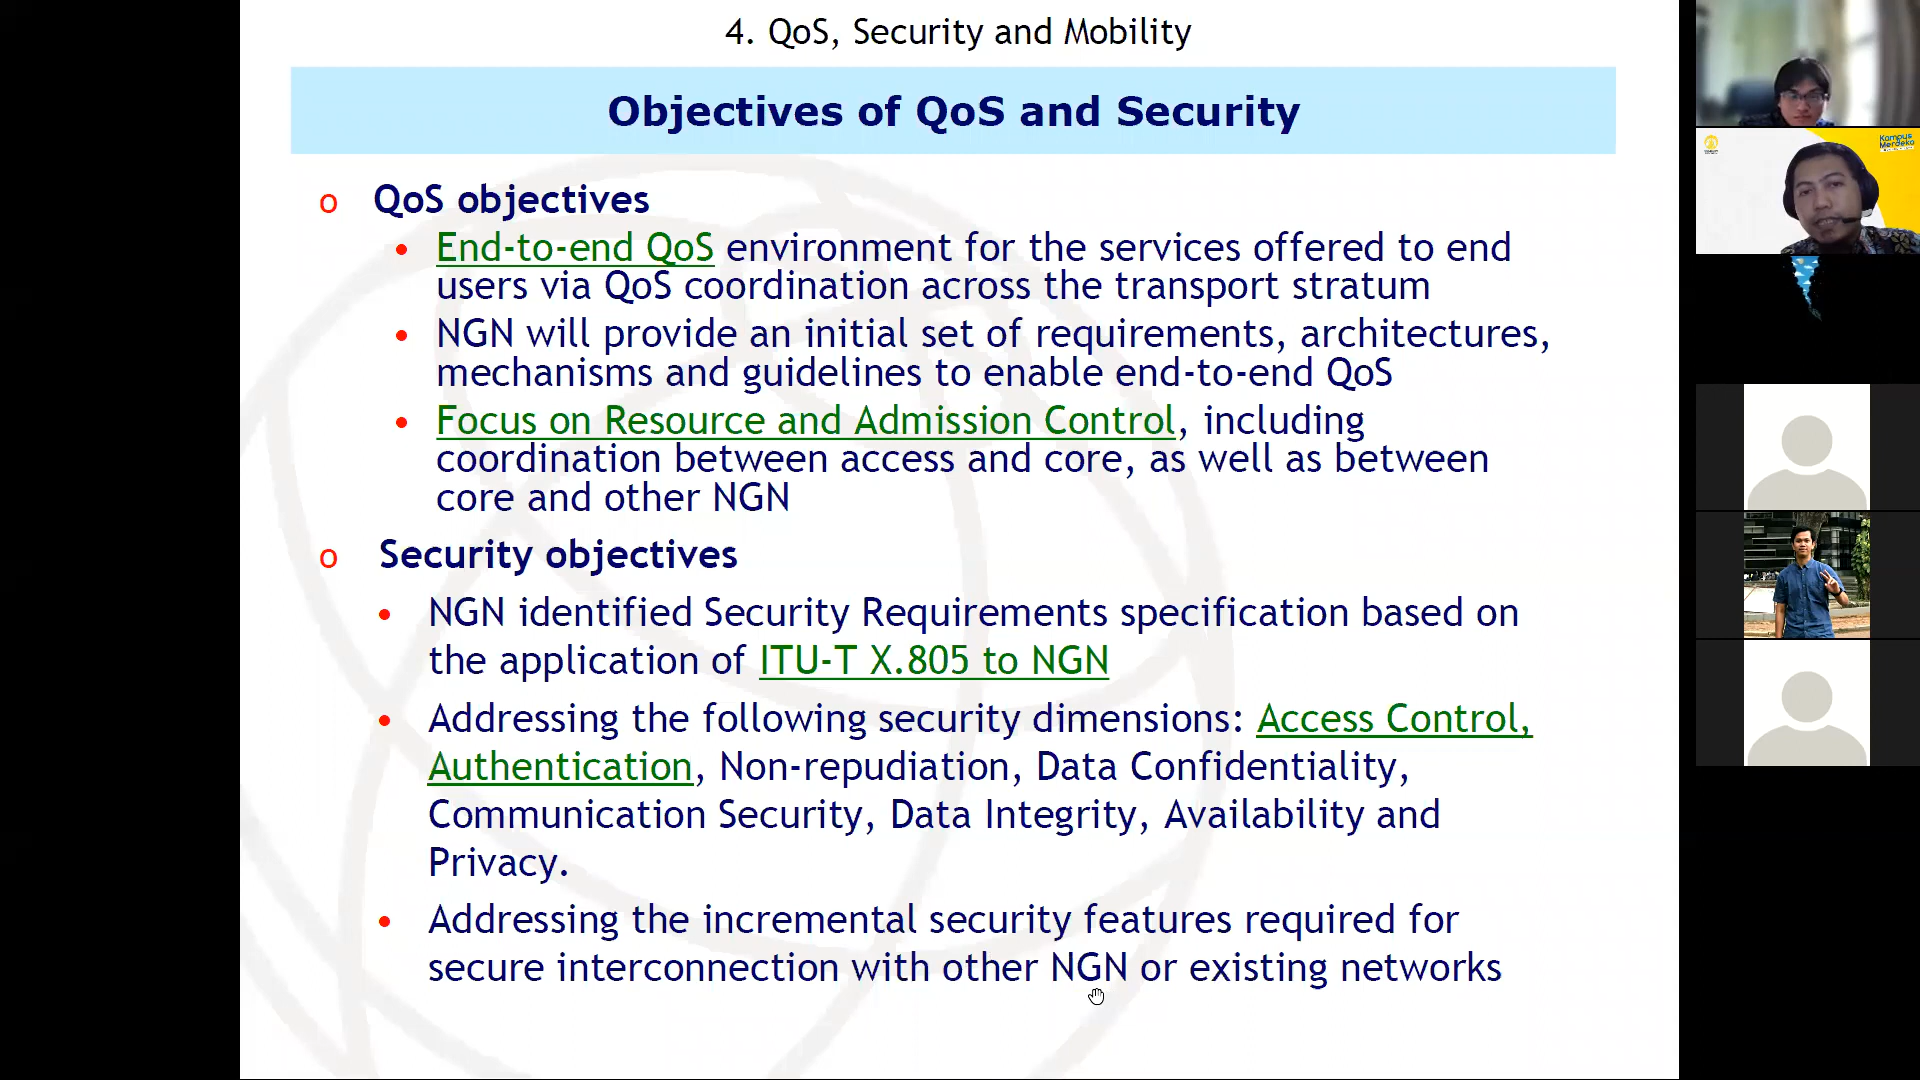 4. QoS, Security and Mobility
Objectives of QoS and Security
o QoS objectives
• End-to-end QoS environment for the services offered to end
users via QoS coordination across the transport stratum
• NGN will provide an initial set of requirements, architectures,
mechanisms and guidelines to enable end-to-end QoS
• Focus on Resource and Admission Control, including
coordination between access and core, as well as between
core and other NGN
o Security objectives
• NGN identified Security Requirements specification based on
the application of ITU-T X.805 to NGN
• Addressing the following security dimensions: Access Control,
Authentication, Non-repudiation, Data Confidentiality,
Communication Security, Data Integrity, Availability and
Privacy.
• Addressing the incremental security features required for
secure interconnection with other NGN or existing networks
Kampus
Merdeka